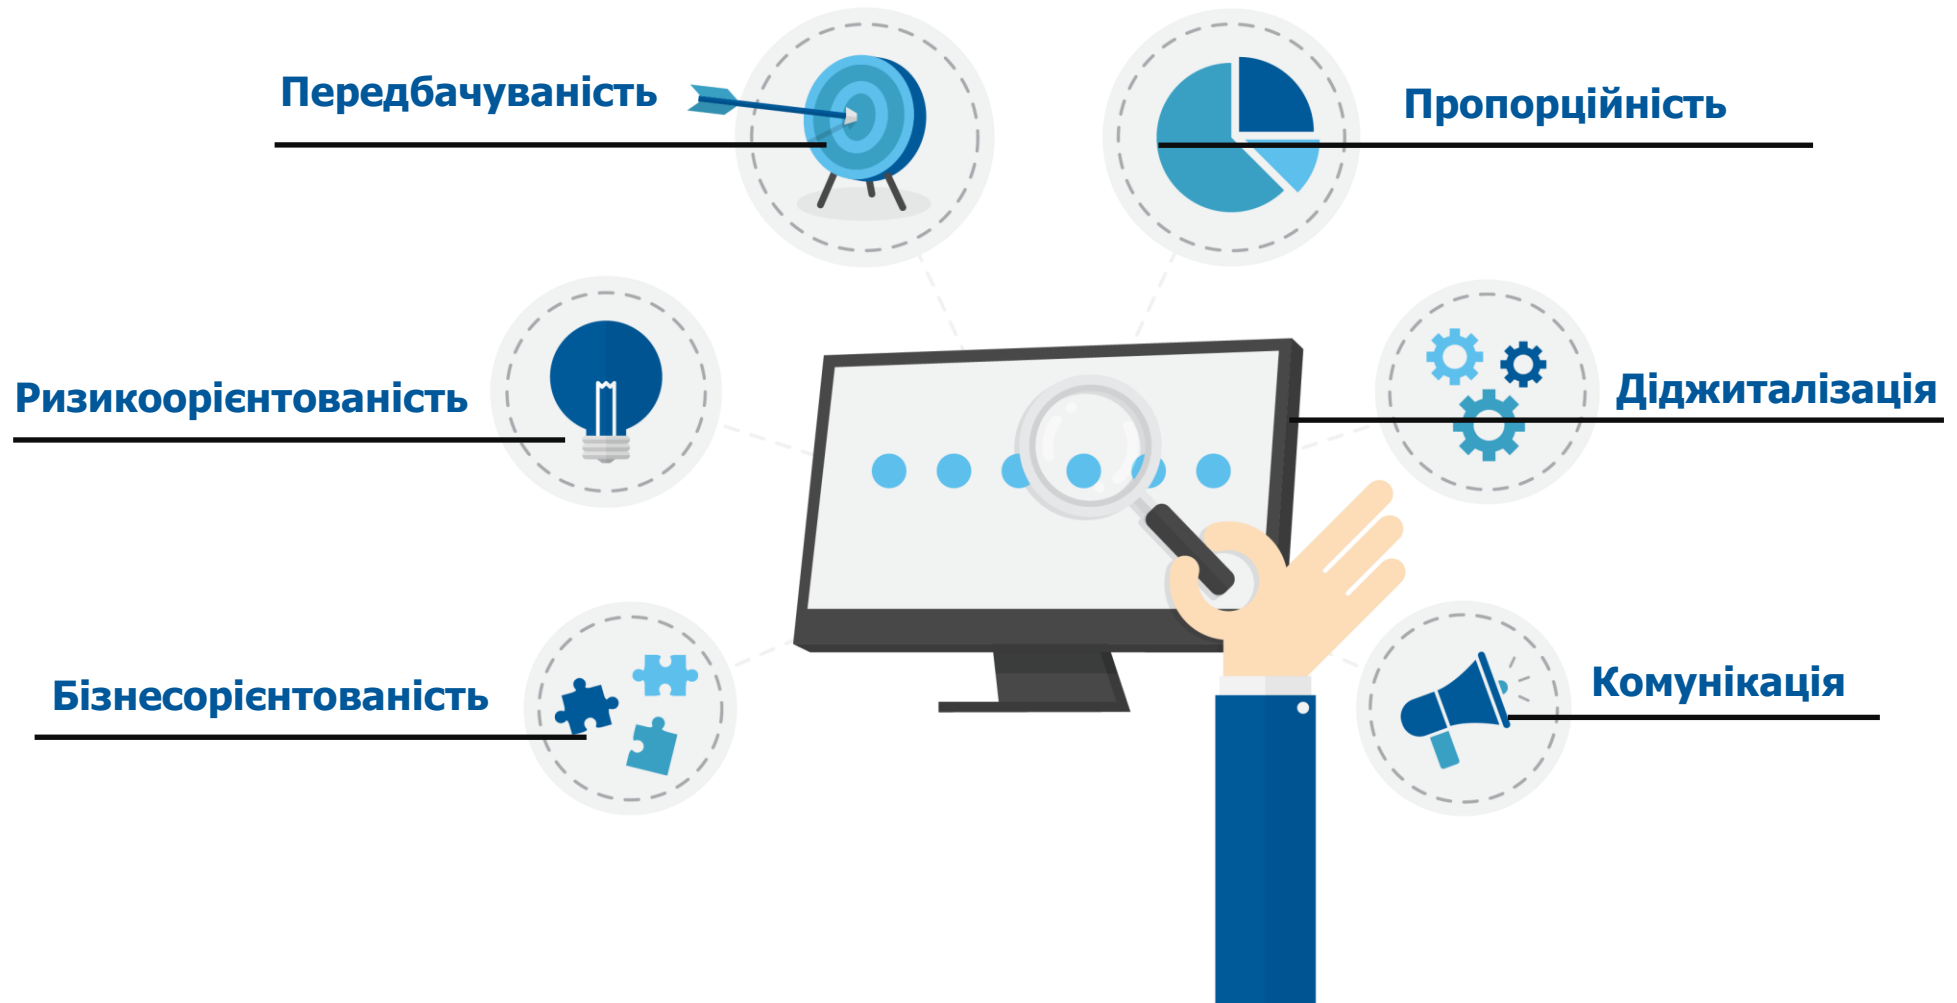 Передбачуваність
Пропорційність
Ризикоорієнтованість
Діджиталізація
Бізнесорієнтованість
Комунікація